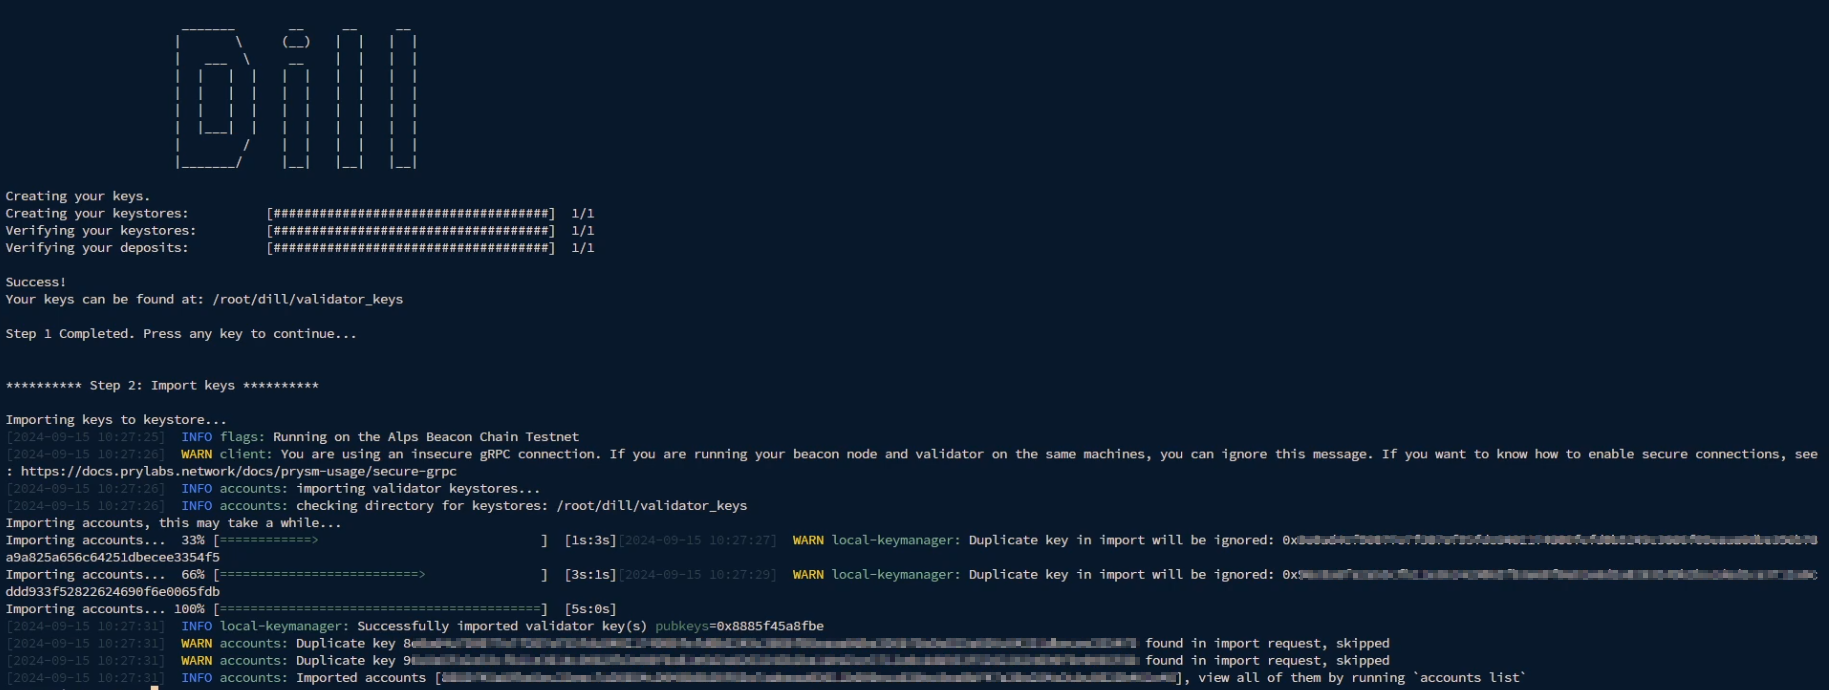 Creating your keys.
Creating your keystores: [####################################] 1/1
Verifying your keystores: [####################################] 1/1
Verifying your deposits: [####################################] 1/1
Success!
Your keys can be found at: /root/dill/validator_keys
Step 1 Completed. Press any key to continue...
********** Step 2: Import keys **********
Importing keys to keystore...
[2024-09-15 10:27:25] INFO flags: Running on the Alps Beacon Chain Testnet
[2024-09-15 10:27:26] WARN client: You are using an insecure gRPC connection. If you are running your beacon node and validator on the same machines, you can ignore this message. If you want to know how to enable secure connections, see
: https://docs.prylabs.network/docs/prysm-usage/secure-grpc
[2024-09-15 10:27:26] INFO accounts: importing validator keystores...
[2024-09-15 10:27:26] INFO accounts: checking directory for keystores: /root/dill/validator_keys
Importing accounts, this may take a while...
Importing accounts... 33% [============> ] [1s:3s][2024-09-15 10:27:27] WARN local-keymanager: Duplicate key in import will be ignored:
a9a825a656c64251dbecee3354f5
Importing accounts... 66% [==========================> ] [3s:1s][2024-09-15 10:27:29] WARN local-keymanager: Duplicate key in import will be ignored:
ddd933f52822624690f6e0065fdb
Importing accounts... 100% [==========================================] [5s:0s]
[2024-09-15 10:27:31] INFO local-keymanager: Successfully imported validator key(s) pubkeys=0x8885f45a8fbe
[2024-09-15 10:27:31] WARN accounts: Duplicate key found in import request, skipped
[2024-09-15 10:27:31] WARN accounts: Duplicate key found in import request, skipped
[2024-09-15 10:27:31] INFO accounts: Imported accounts [], view all of them by running `accounts list`